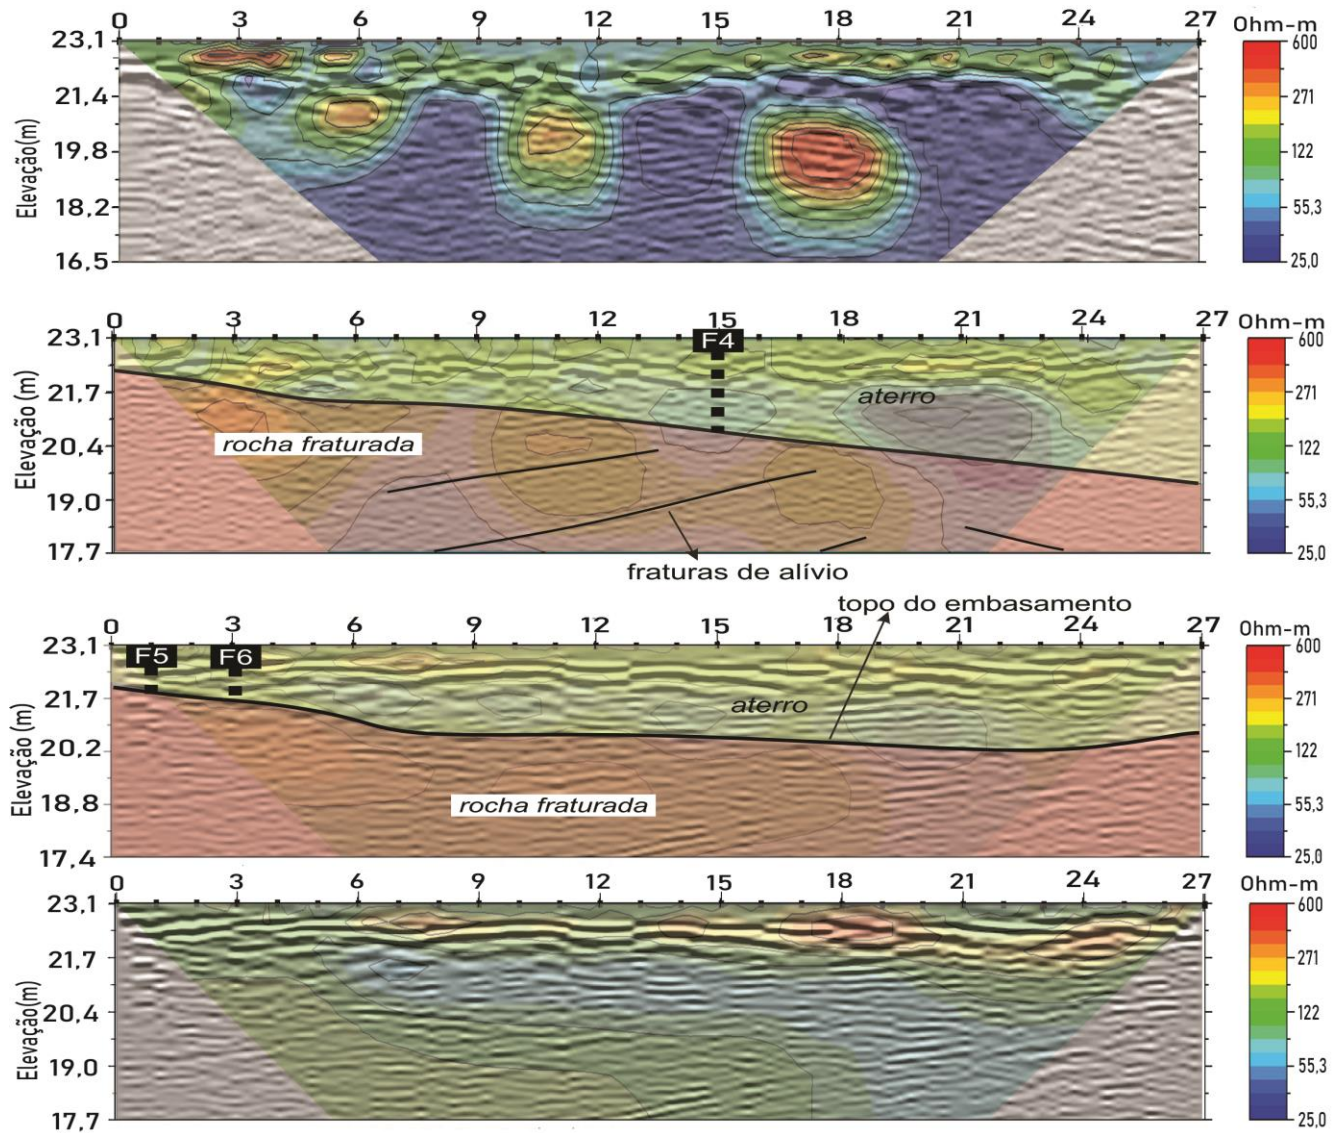 0 3 6 9 12 15 18 21 24 27
Ohm-m
23,1
21,4
19,8
18,2
16,5
Elevação(m)
600
271
122
55,3
25,0
0 3 6 9 12 15 18 21 24 27
Ohm-m
23,1
21,7
20,4
19,0
17,7
Elevação (m)
F4
aterro
rocha fraturada
fraturas de alívio
600
271
122
55,3
25,0
topo do embasamento
0 3 6 9 12 15 18 21 24 27
Ohm-m
23,1
21,7
20,2
18,8
17,4
Elevação (m)
F5 F6
aterro
rocha fraturada
600
271
122
55,3
25,0
0 3 6 9 12 15 18 21 24 27
Ohm-m
23,1
21,7
20,4
19,0
17,7
Elevação(m)
600
271
122
55,3
25,0